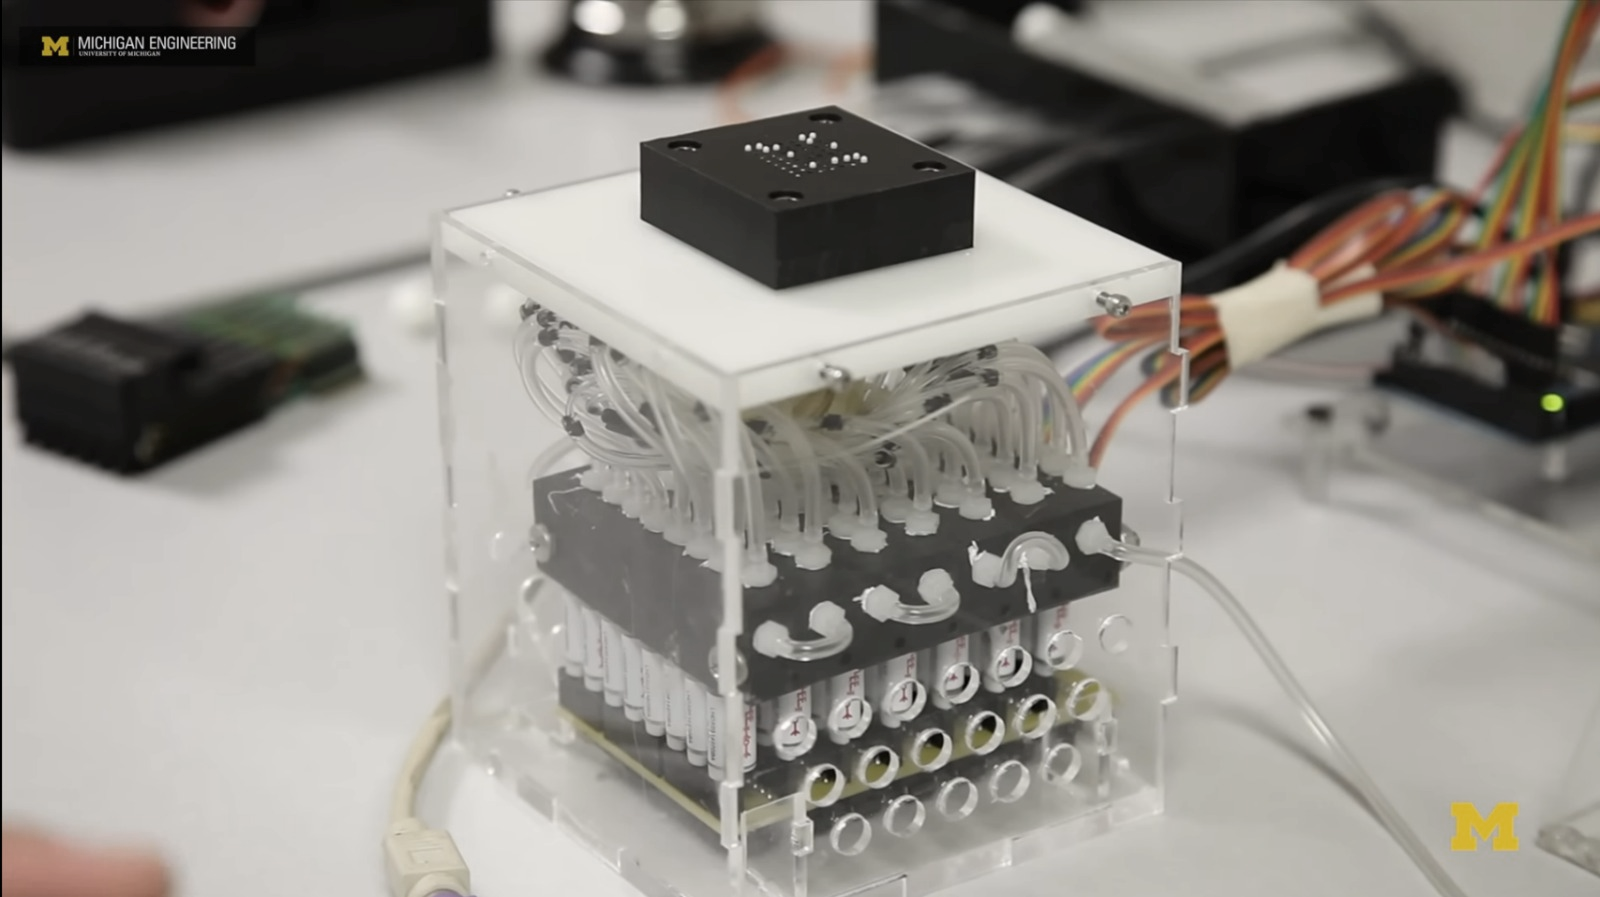 M MICHIGAN ENGINEERING
UNIVERSITY OF MICHIGAN
M